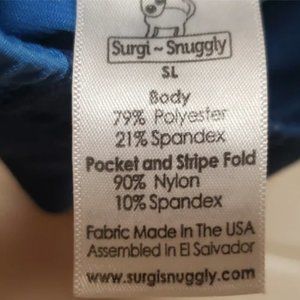 Surgi~Snuggly
SL
Body
79% Polyester
21% Spandex
Pocket and Stripe Fold
90% Nylon
10% Spandex
Fabric Made In The USA
Assembled in El Salvador
www.surgisnuggly.com